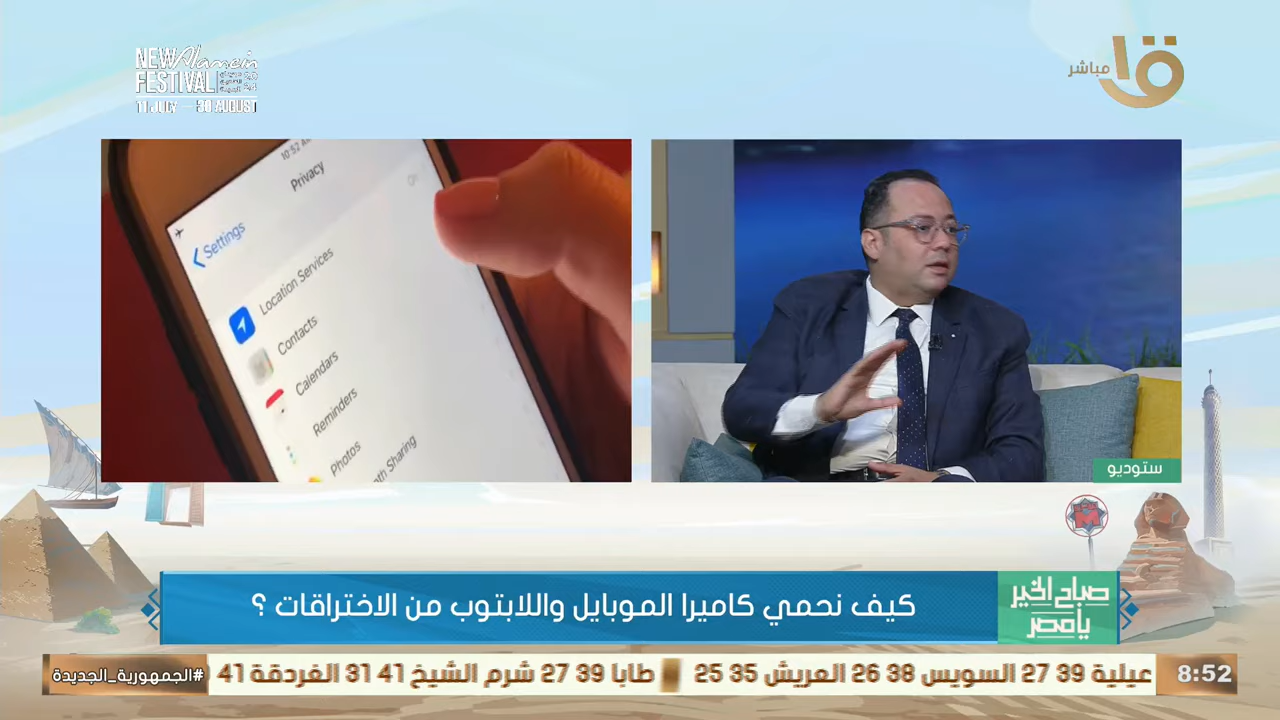 NEW Alamein
FESTIVAL
11 JULY — 30 AUGUST
مباشر
10:52 AM
Privacy
Settings
Location Services
Contacts
Calendars
Reminders
Photos
Sharing
ستوديو
صباح الخير
يا مصر
كيف نحمي كاميرا الموبايل واللابتوب من الاختراقات ؟
8:52
عيلية 39 27 السويس 38 26 العريش 35 25
طابا 39 27 شرم الشيخ 41 31 الغردقة 41
#الجمهورية_الجديدة